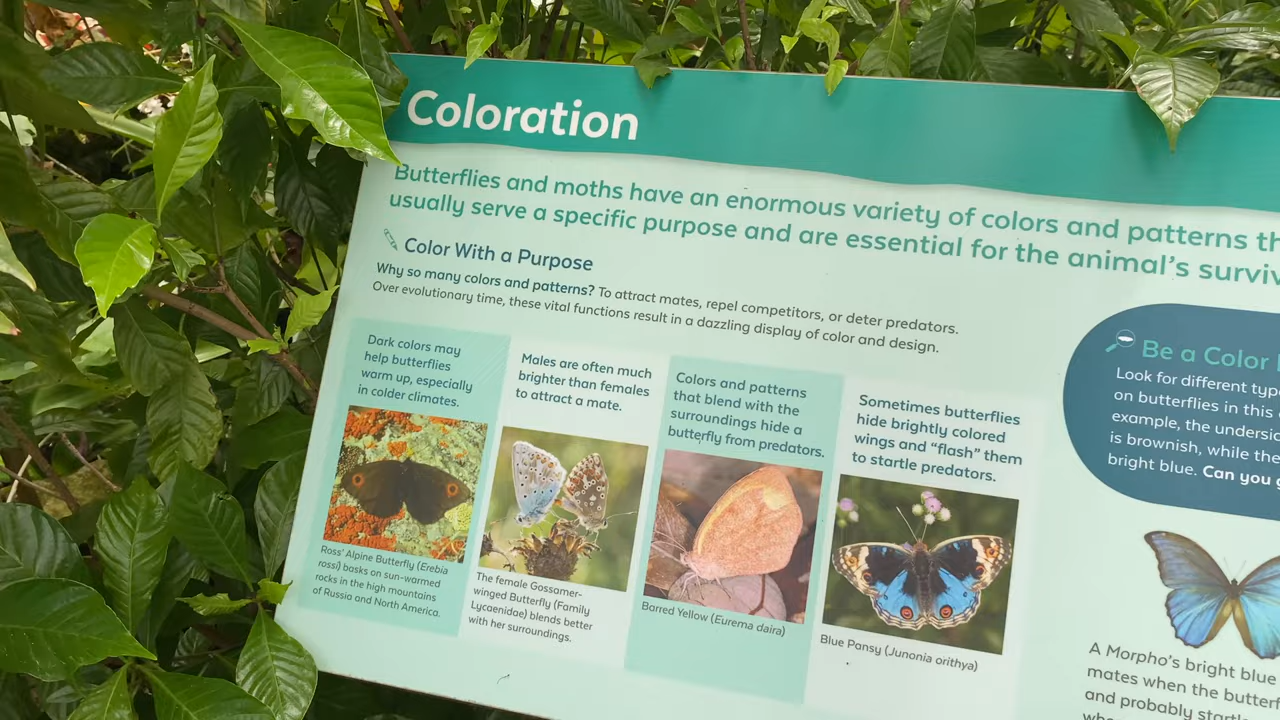 Coloration
Butterflies and moths have an enormous variety of colors and patterns
usually serve a specific purpose and are essential for the animal's
Color With a Purpose
Why so many colors and patterns? To attract mates, repel competitors, or deter predators.
Over evolutionary time, these vital functions result in a dazzling display of color and design.
Dark colors may
help butterflies
warm up, especially
in colder climates.
Ross' Alpine Butterfly (Erebia
rossi) basks on sun-warmed
rocks in the high mountains
of Russia and North America.
Males are often much
brighter than females
to attract a mate.
The female Gossamer-
winged Butterfly (Family
Lycaenidae) blends better
with her surroundings.
Colors and patterns
that blend with the
surroundings hide a
butterfly from predators.
Barred Yellow (Eurema daira)
Sometimes butterflies
hide brightly colored
wings and “flash” them
to startle predators.
Blue Pansy (Junonia orithya)
Be a Color
Look for different
on butterflies in this
example, the
is brownish, while the
bright blue. Can you
A Morpho's bright blue
mates when the
and probably